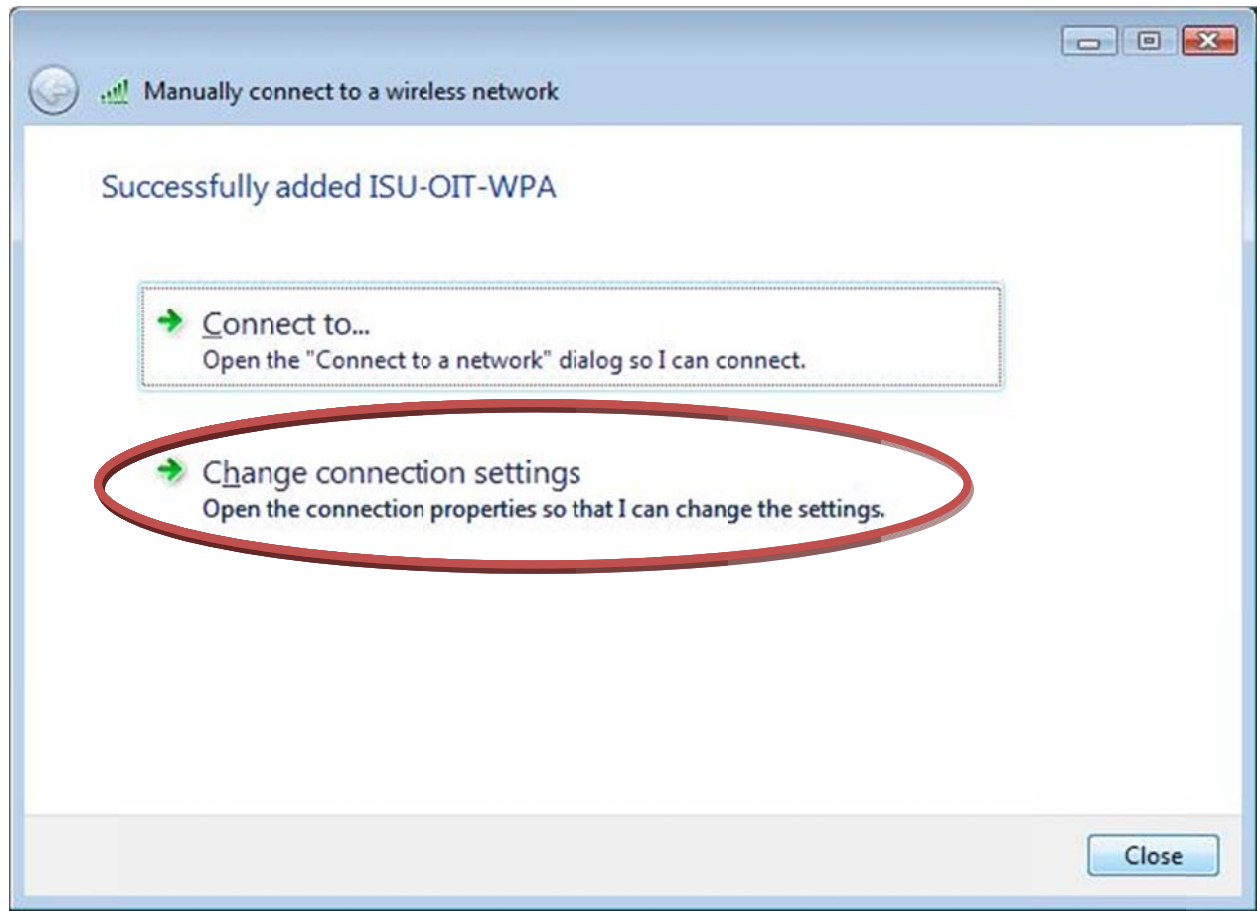 Manually connect to a wireless network
Successfully added ISU-OIT-WPA
Connect to...
Open the "Connect to a network" dialog so I can connect.
Change connection settings
Open the connection properties so that I can change the settings.
Close